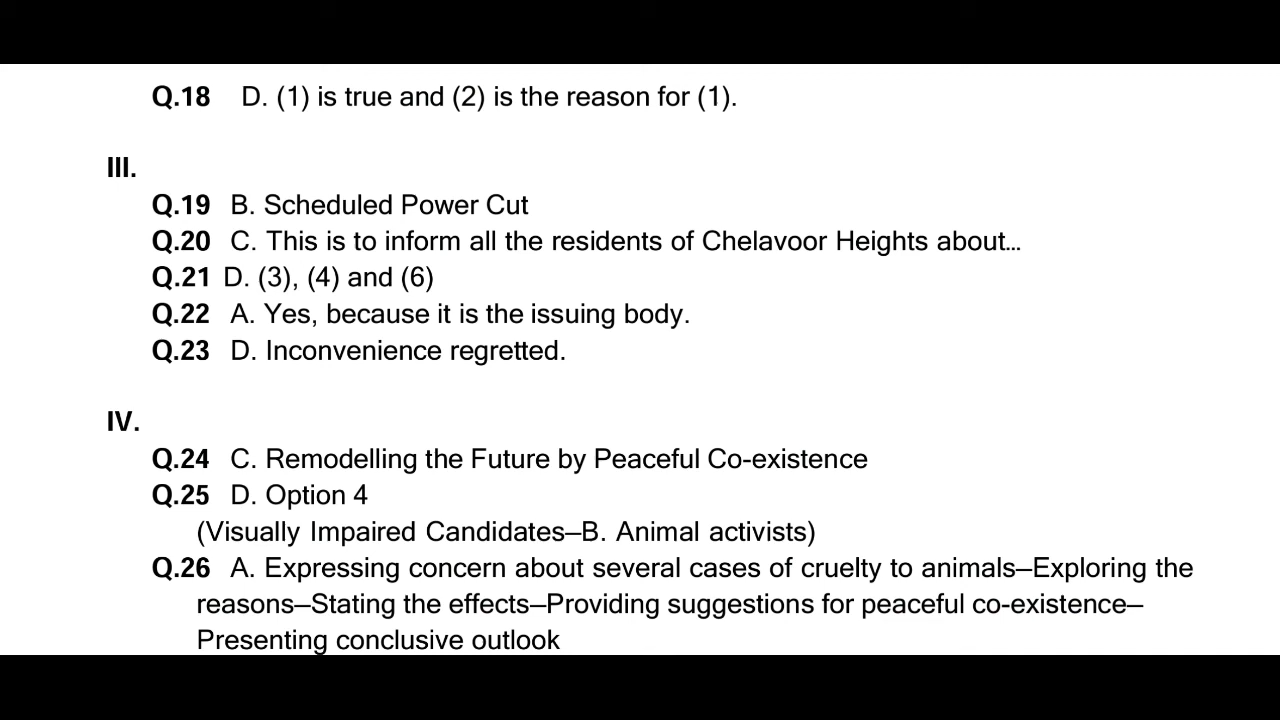 Q.18 D. (1) is true and (2) is the reason for (1).
III.
Q.19 B. Scheduled Power Cut
Q.20 C. This is to inform all the residents of Chelavoor Heights about…
Q.21 D. (3), (4) and (6)
Q.22 A. Yes, because it is the issuing body.
Q.23 D. Inconvenience regretted.
IV.
Q.24 C. Remodelling the Future by Peaceful Co-existence
Q.25 D. Option 4
(Visually Impaired Candidates–B. Animal activists)
Q.26 A. Expressing concern about several cases of cruelty to animals–Exploring the
reasons–Stating the effects–Providing suggestions for peaceful co-existence–
Presenting conclusive outlook